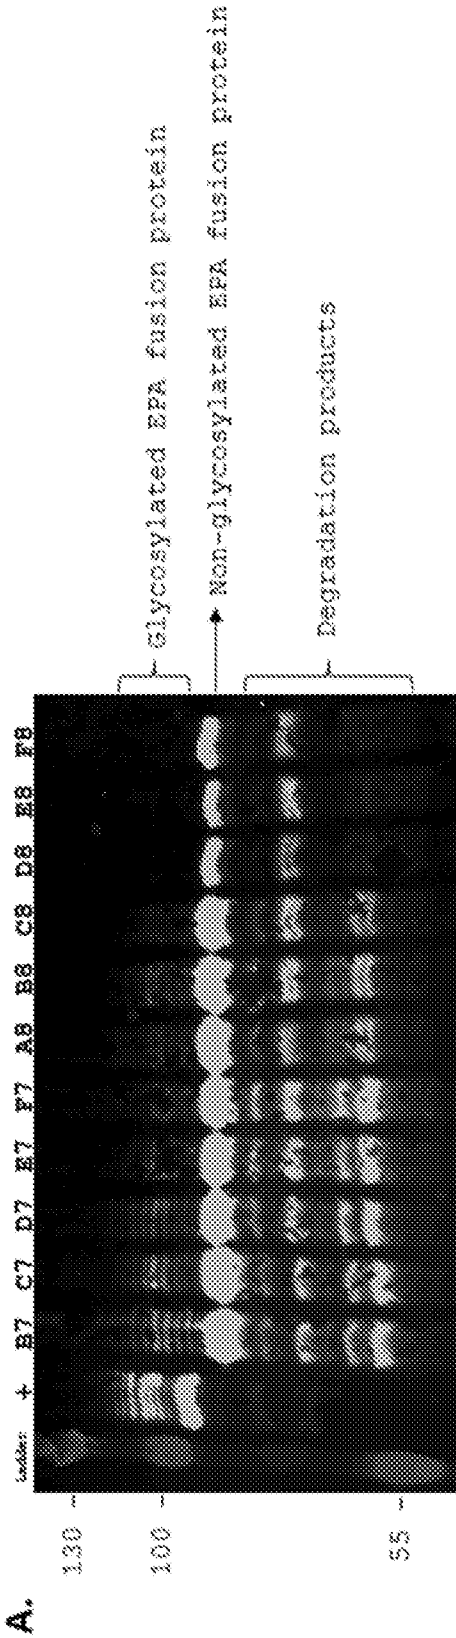 A.
Ladder + B7 C7 D7 E7 F7 A8 B8 C8 D8 E8 F8
130
100
55
Glycosylated EPA fusion protein
Non-glycosylated EPA fusion protein
Degradation products